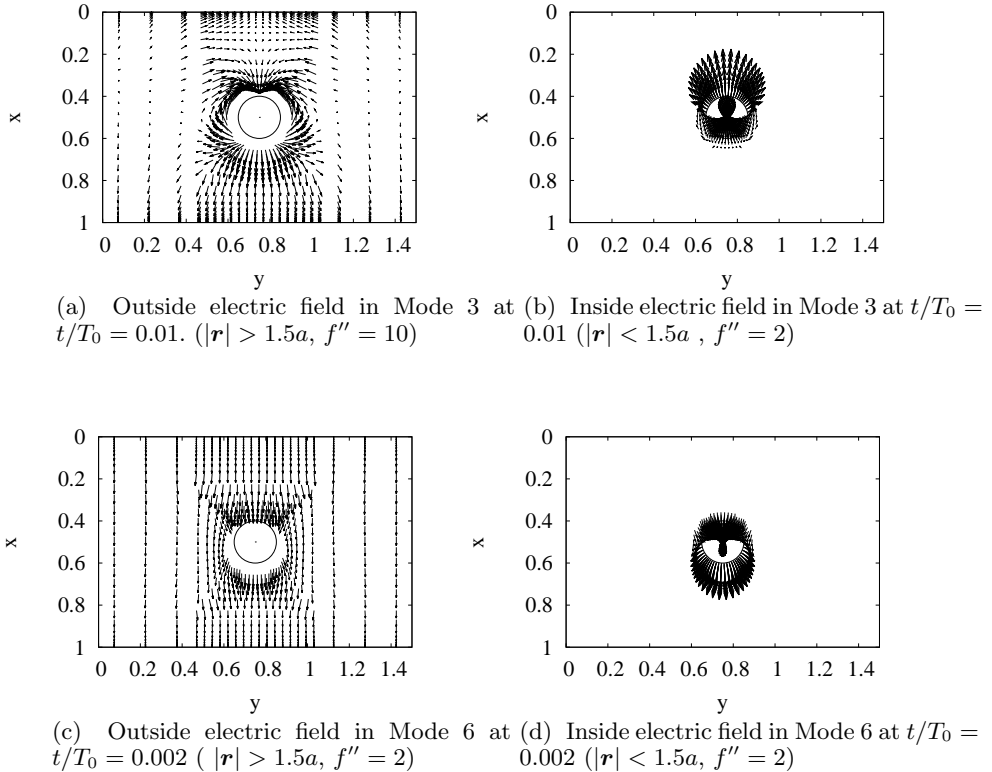 0
0.2
0.4
0.6
0.8
1
x
0 0.2 0.4 0.6 0.8 1 1.2 1.4
y
0
0.2
0.4
0.6
0.8
1
x
0 0.2 0.4 0.6 0.8 1 1.2 1.4
y
(a) Outside electric field in Mode 3 at
t/T₀ = 0.01. (|r| > 1.5a, f″ = 10)
(b) Inside electric field in Mode 3 at t/T₀ =
0.01 (|r| < 1.5a , f″ = 2)
0
0.2
0.4
0.6
0.8
1
x
0 0.2 0.4 0.6 0.8 1 1.2 1.4
y
0
0.2
0.4
0.6
0.8
1
x
0 0.2 0.4 0.6 0.8 1 1.2 1.4
y
(c) Outside electric field in Mode 6 at
t/T₀ = 0.002 ( |r| > 1.5a, f″ = 2)
(d) Inside electric field in Mode 6 at t/T₀ =
0.002 (|r| < 1.5a, f″ = 2)